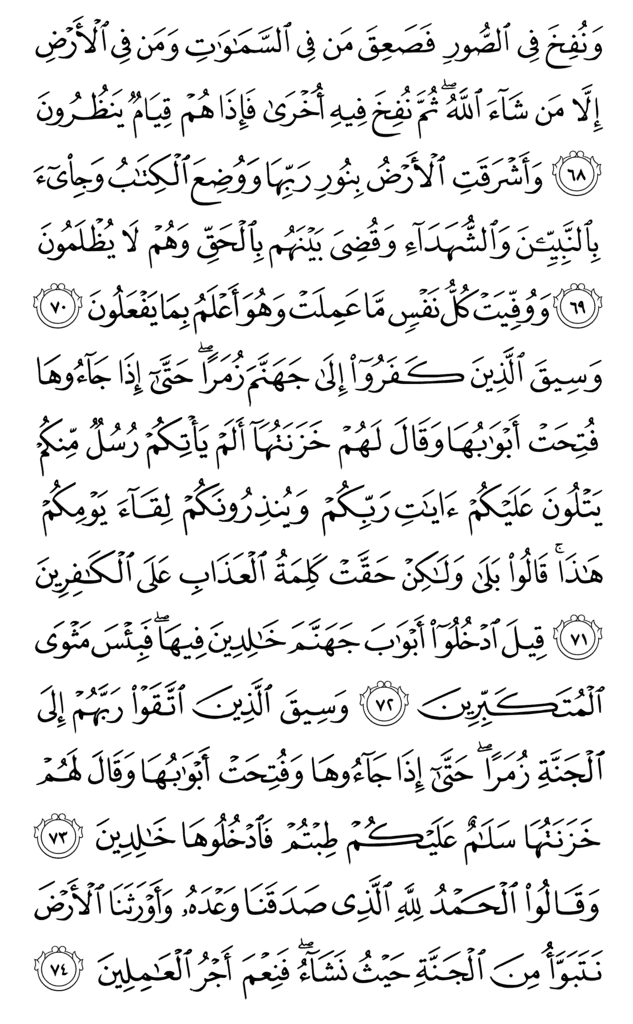 وَنُفِخَ فِى ٱلصُّورِ فَصَعِقَ مَن فِى ٱلسَّمَٰوَٰتِ وَمَن فِى ٱلْأَرْضِ
إِلَّا مَن شَآءَ ٱللَّهُ ۖ ثُمَّ نُفِخَ فِيهِ أُخْرَىٰ فَإِذَا هُمْ قِيَامٌ يَنظُرُونَ
٦٨ وَأَشْرَقَتِ ٱلْأَرْضُ بِنُورِ رَبِّهَا وَوُضِعَ ٱلْكِتَٰبُ وَجِا۟ىٓءَ
بِٱلنَّبِيِّـۧنَ وَٱلشُّهَدَآءِ وَقُضِىَ بَيْنَهُم بِٱلْحَقِّ وَهُمْ لَا يُظْلَمُونَ
٦٩ وَوُفِّيَتْ كُلُّ نَفْسٍ مَّا عَمِلَتْ وَهُوَ أَعْلَمُ بِمَا يَفْعَلُونَ ٧٠
وَسِيقَ ٱلَّذِينَ كَفَرُوٓا۟ إِلَىٰ جَهَنَّمَ زُمَرًا ۖ حَتَّىٰٓ إِذَا جَآءُوهَا
فُتِحَتْ أَبْوَٰبُهَا وَقَالَ لَهُمْ خَزَنَتُهَآ أَلَمْ يَأْتِكُمْ رُسُلٌ مِّنكُمْ
يَتْلُونَ عَلَيْكُمْ ءَايَٰتِ رَبِّكُمْ وَيُنذِرُونَكُمْ لِقَآءَ يَوْمِكُمْ
هَٰذَا ۚ قَالُوا۟ بَلَىٰ وَلَٰكِنْ حَقَّتْ كَلِمَةُ ٱلْعَذَابِ عَلَى ٱلْكَٰفِرِينَ
٧١ قِيلَ ٱدْخُلُوٓا۟ أَبْوَٰبَ جَهَنَّمَ خَٰلِدِينَ فِيهَا ۖ فَبِئْسَ مَثْوَى
ٱلْمُتَكَبِّرِينَ ٧٢ وَسِيقَ ٱلَّذِينَ ٱتَّقَوْا۟ رَبَّهُمْ إِلَى
ٱلْجَنَّةِ زُمَرًا ۖ حَتَّىٰٓ إِذَا جَآءُوهَا وَفُتِحَتْ أَبْوَٰبُهَا وَقَالَ لَهُمْ
خَزَنَتُهَا سَلَٰمٌ عَلَيْكُمْ طِبْتُمْ فَٱدْخُلُوهَا خَٰلِدِينَ ٧٣
وَقَالُوا۟ ٱلْحَمْدُ لِلَّهِ ٱلَّذِى صَدَقَنَا وَعْدَهُۥ وَأَوْرَثَنَا ٱلْأَرْضَ
نَتَبَوَّأُ مِنَ ٱلْجَنَّةِ حَيْثُ نَشَآءُ ۖ فَنِعْمَ أَجْرُ ٱلْعَٰمِلِينَ ٧٤